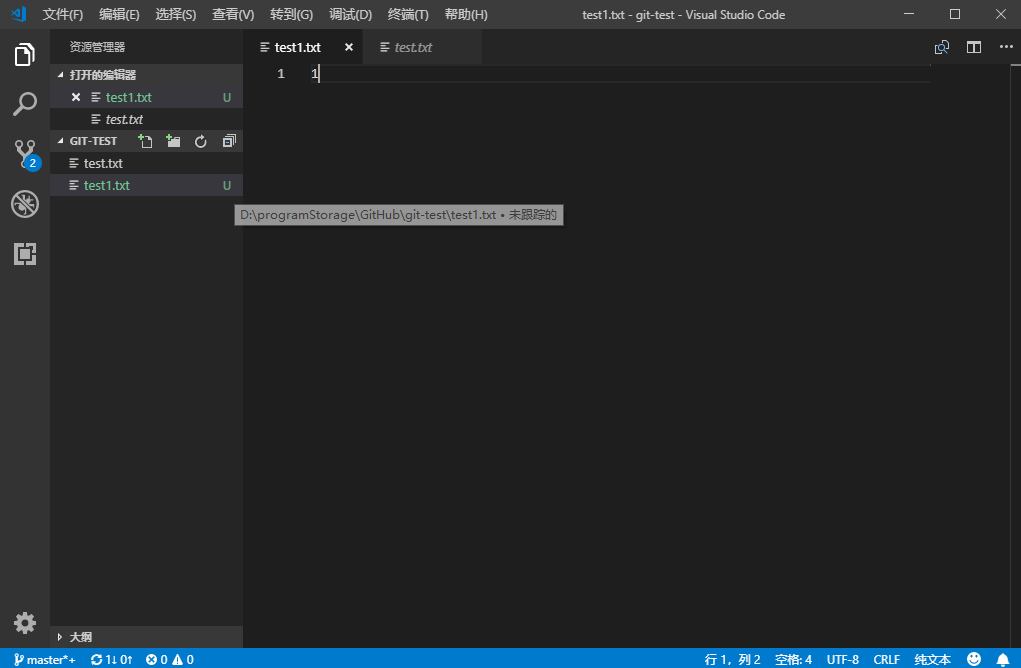 文件(F) 编辑(E) 选择(S) 查看(V) 转到(G) 调试(D) 终端(T) 帮助(H) test1.txt - git-test - Visual Studio Code
资源管理器
test1.txt test.txt
打开的编辑器
test1.txt U
test.txt
GIT-TEST
test.txt
test1.txt U
1 1
D:\programStorage\GitHub\git-test\test1.txt • 未跟踪的
2
大纲
master*+ 1↓ 0↑ 0 0 行 1，列 2 空格: 4 UTF-8 CRLF 纯文本